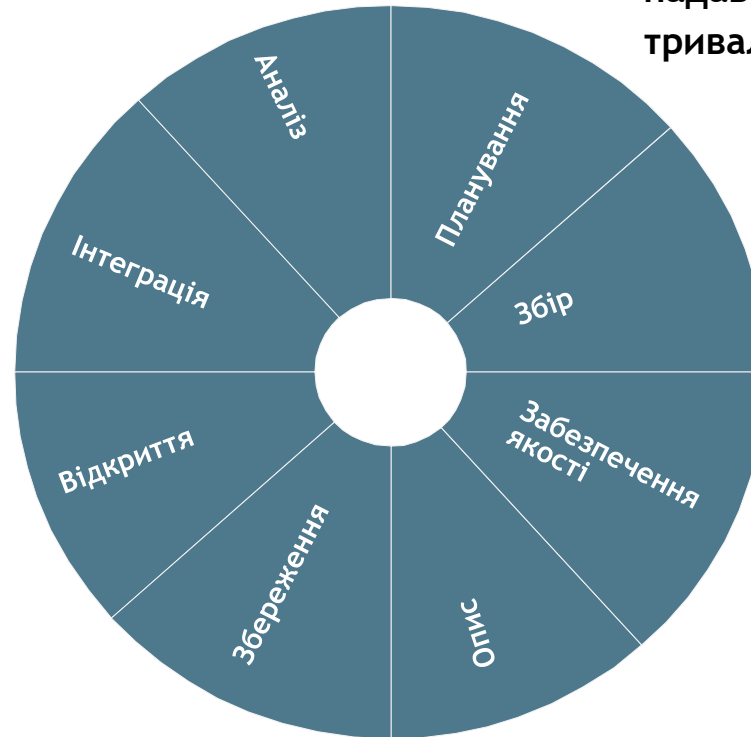 Планування
Збір
Забезпечення
якості
Опис
Збереження
Відкриття
Інтеграція
Аналіз